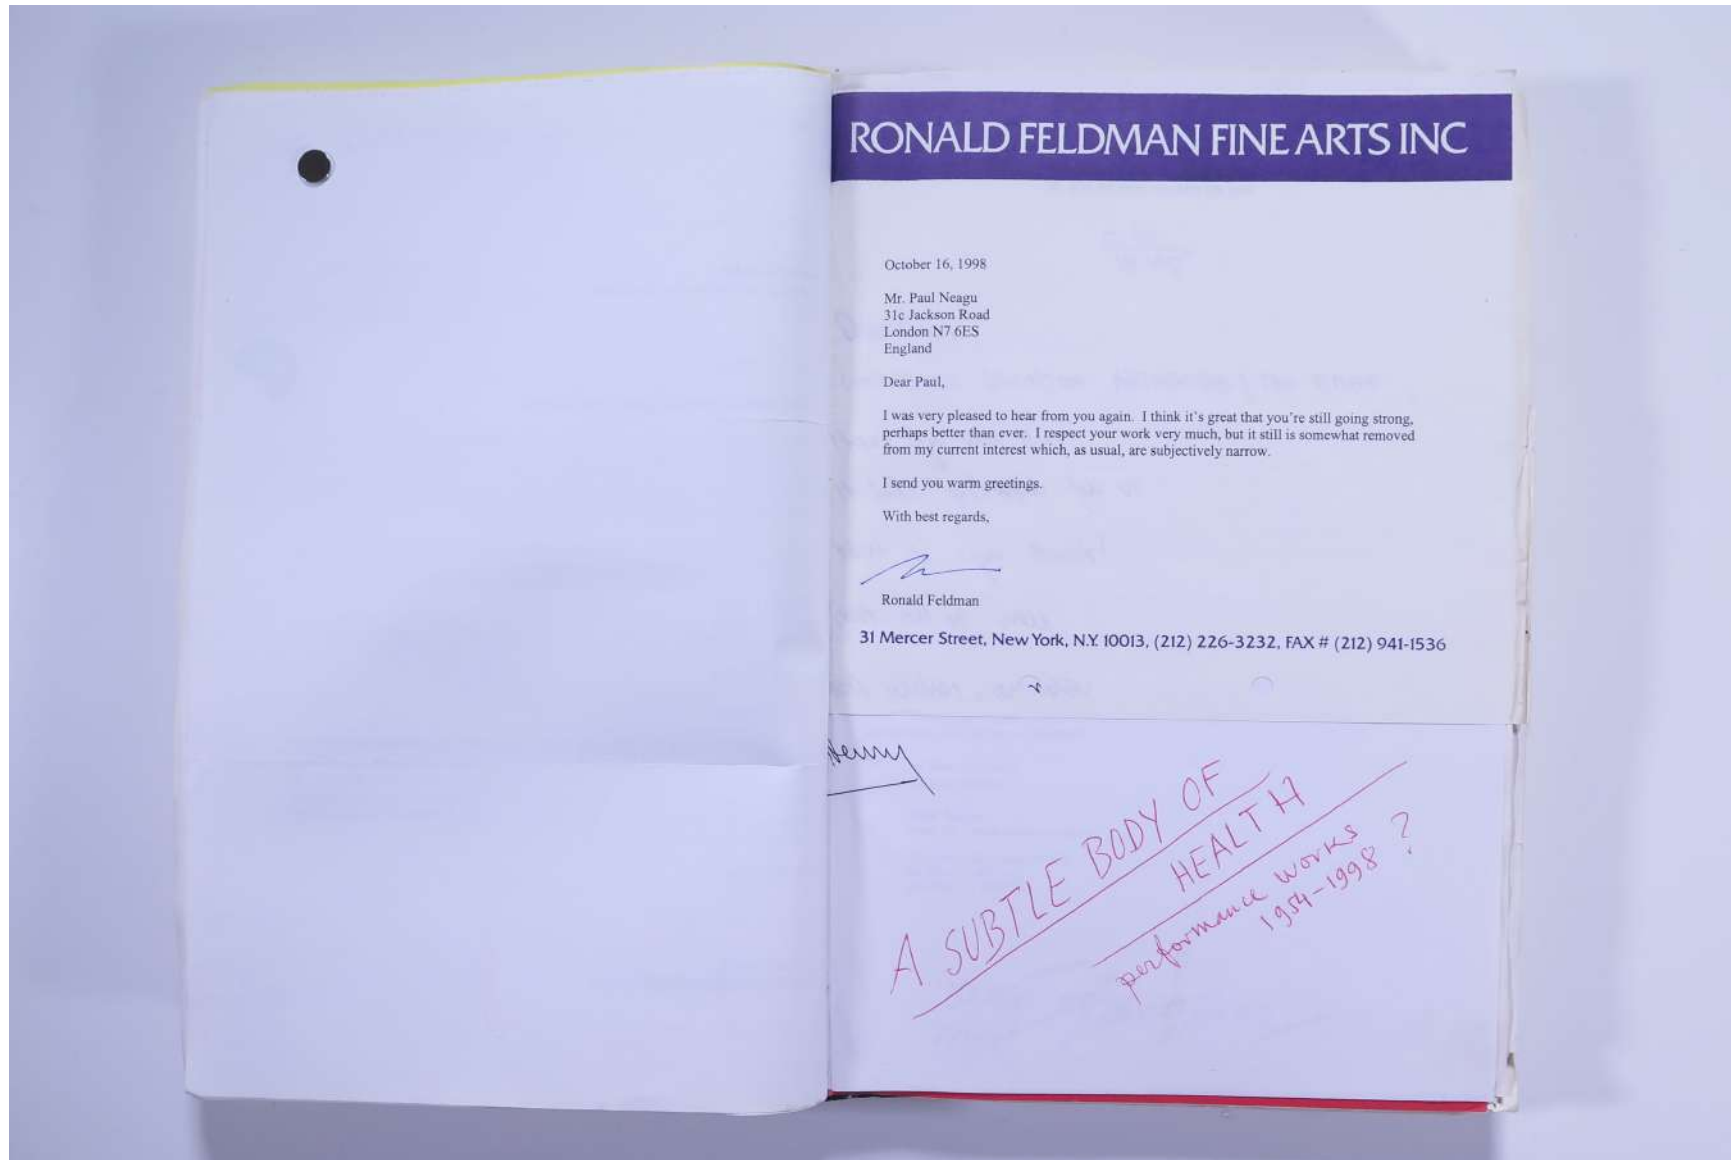 RONALD FELDMAN FINE ARTS INC
October 16, 1998
Mr. Paul Neagu
31c Jackson Road
London N7 6ES
England
Dear Paul,
I was very pleased to hear from you again. I think it's great that you're still going strong,
perhaps better than ever. I respect your work very much, but it still is somewhat removed
from my current interest which, as usual, are subjectively narrow.
I send you warm greetings.
With best regards,
Ronald Feldman
31 Mercer Street, New York, N.Y. 10013, (212) 226-3232, FAX # (212) 941-1536
A SUBTLE BODY OF
HEALTH
performance works
1954-1998 ?